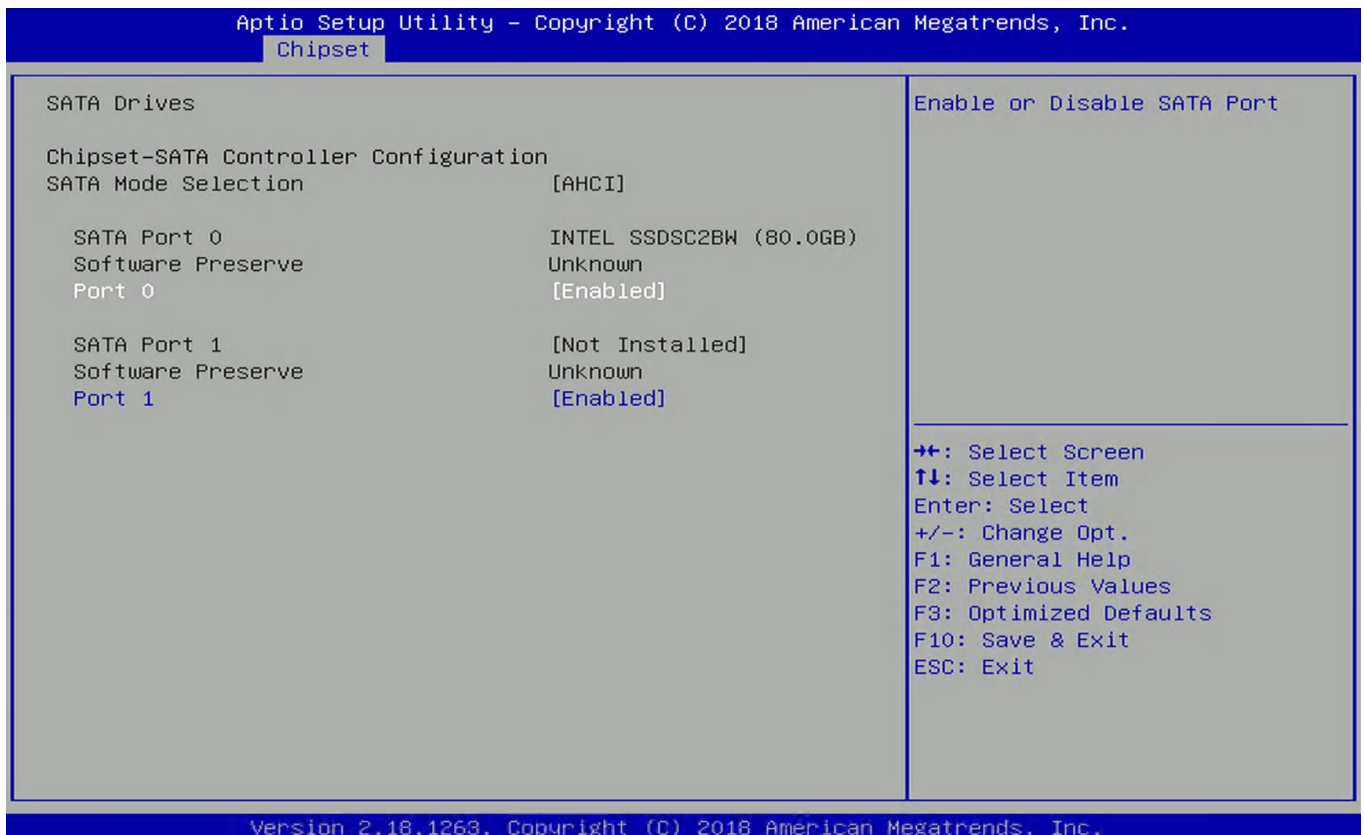 Aptio Setup Utility – Copyright (C) 2018 American Megatrends, Inc.
Chipset
SATA Drives
Chipset-SATA Controller Configuration
SATA Mode Selection [AHCI]
SATA Port 0 INTEL SSDSC2BW (80.0GB)
Software Preserve Unknown
Port 0 [Enabled]
SATA Port 1 [Not Installed]
Software Preserve Unknown
Port 1 [Enabled]
Enable or Disable SATA Port
→←: Select Screen
↑↓: Select Item
Enter: Select
+/-: Change Opt.
F1: General Help
F2: Previous Values
F3: Optimized Defaults
F10: Save & Exit
ESC: Exit
Version 2.18.1263. Copyright (C) 2018 American Megatrends, Inc.